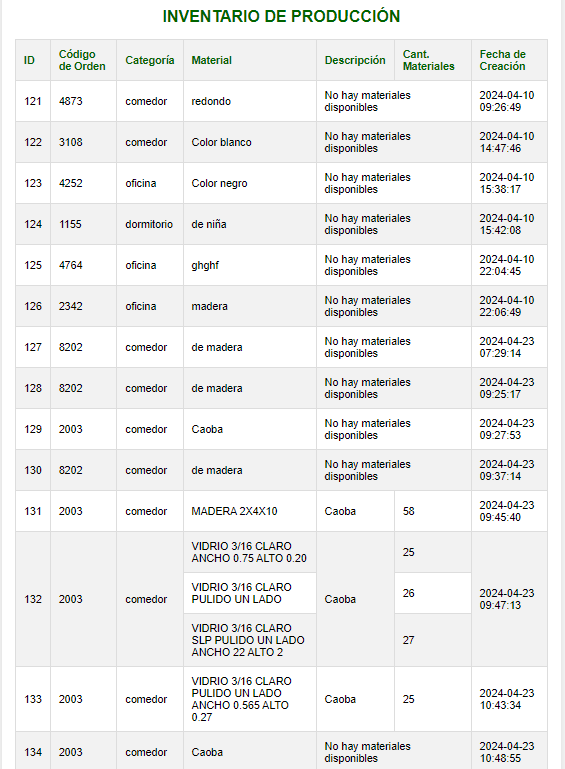 INVENTARIO DE PRODUCCIÓN
ID Código de Orden Categoría Material Descripción Cant. Materiales Fecha de Creación
121 4873 comedor redondo No hay materiales disponibles 2024-04-10 09:26:49
122 3108 comedor Color blanco No hay materiales disponibles 2024-04-10 14:47:46
123 4252 oficina Color negro No hay materiales disponibles 2024-04-10 15:38:17
124 1155 dormitorio de niña No hay materiales disponibles 2024-04-10 15:42:08
125 4764 oficina ghghf No hay materiales disponibles 2024-04-10 22:04:45
126 2342 oficina madera No hay materiales disponibles 2024-04-10 22:06:49
127 8202 comedor de madera No hay materiales disponibles 2024-04-23 07:29:14
128 8202 comedor de madera No hay materiales disponibles 2024-04-23 09:25:17
129 2003 comedor Caoba No hay materiales disponibles 2024-04-23 09:27:53
130 8202 comedor de madera No hay materiales disponibles 2024-04-23 09:37:14
131 2003 comedor MADERA 2X4X10 Caoba 58 2024-04-23 09:45:40
132 2003 comedor VIDRIO 3/16 CLARO ANCHO 0.75 ALTO 0.20 Caoba 25 2024-04-23 09:47:13
VIDRIO 3/16 CLARO PULIDO UN LADO 26
VIDRIO 3/16 CLARO SLP PULIDO UN LADO ANCHO 22 ALTO 2 27
133 2003 comedor VIDRIO 3/16 CLARO PULIDO UN LADO ANCHO 0.565 ALTO 0.27 Caoba 25 2024-04-23 10:43:34
134 2003 comedor Caoba No hay materiales disponibles 2024-04-23 10:48:55